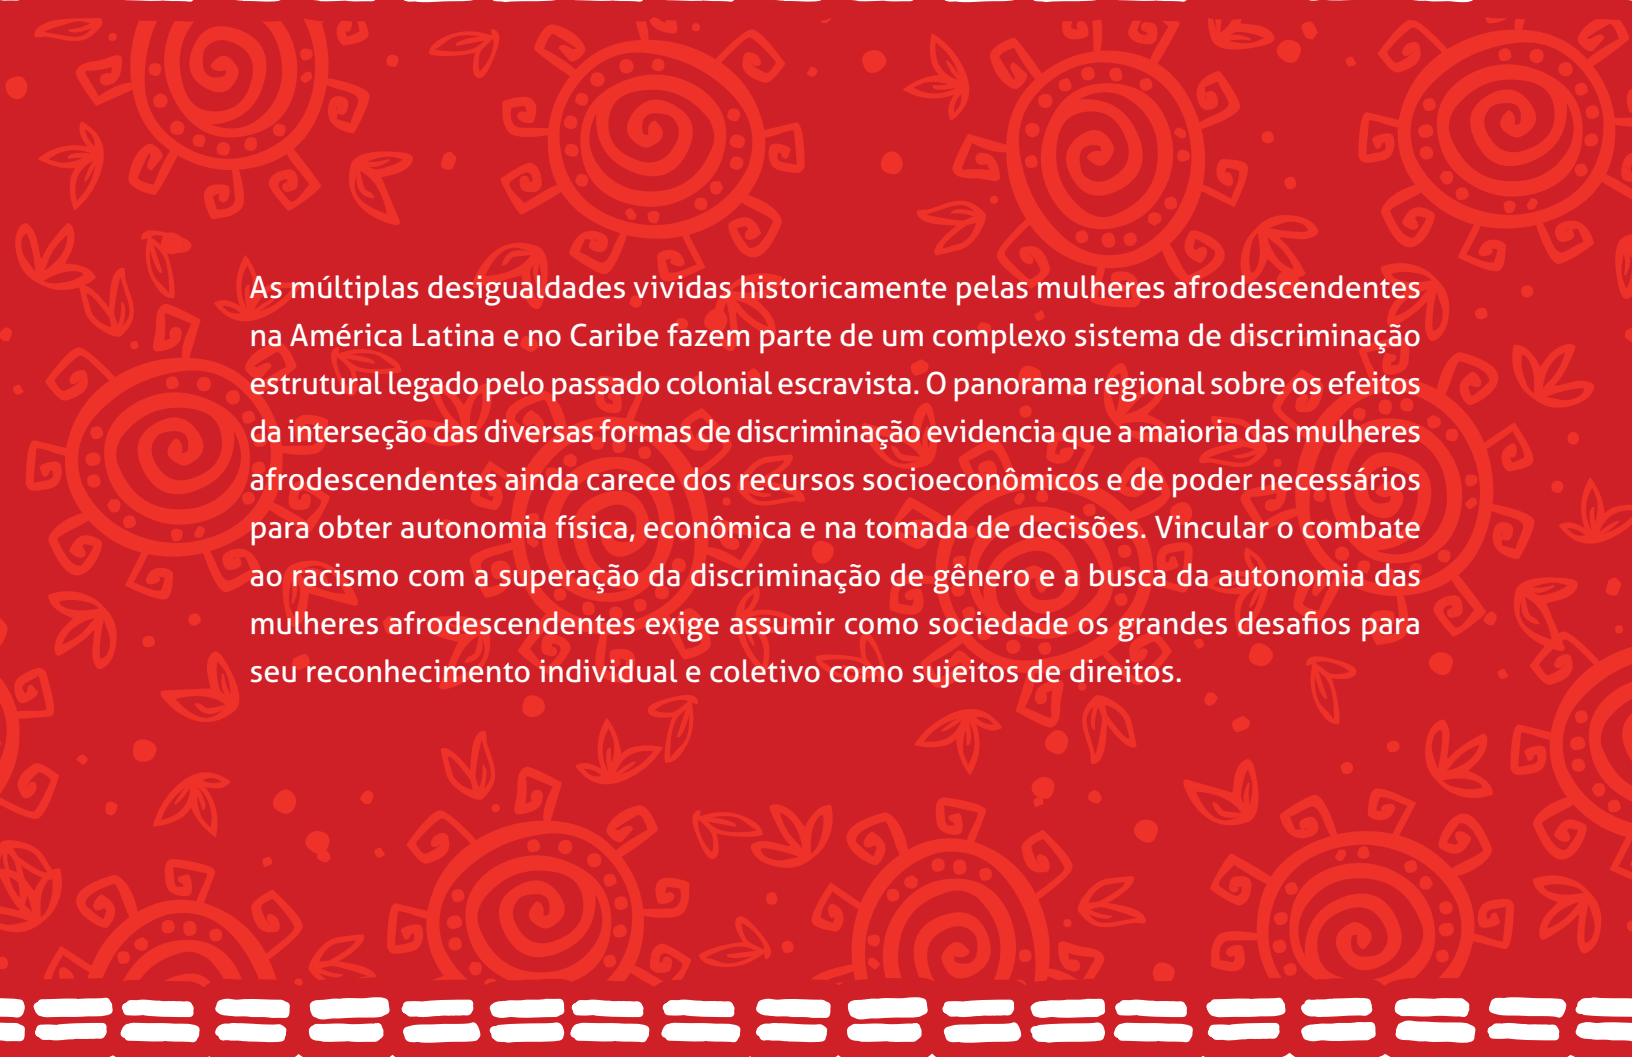 As múltiplas desigualdades vividas historicamente pelas mulheres afrodescendentes
na América Latina e no Caribe fazem parte de um complexo sistema de discriminação
estrutural legado pelo passado colonial escravista. O panorama regional sobre os efeitos
da interseção das diversas formas de discriminação evidencia que a maioria das mulheres
afrodescendentes ainda carece dos recursos socioeconômicos e de poder necessários
para obter autonomia física, econômica e na tomada de decisões. Vincular o combate
ao racismo com a superação da discriminação de gênero e a busca da autonomia das
mulheres afrodescendentes exige assumir como sociedade os grandes desafios para
seu reconhecimento individual e coletivo como sujeitos de direitos.